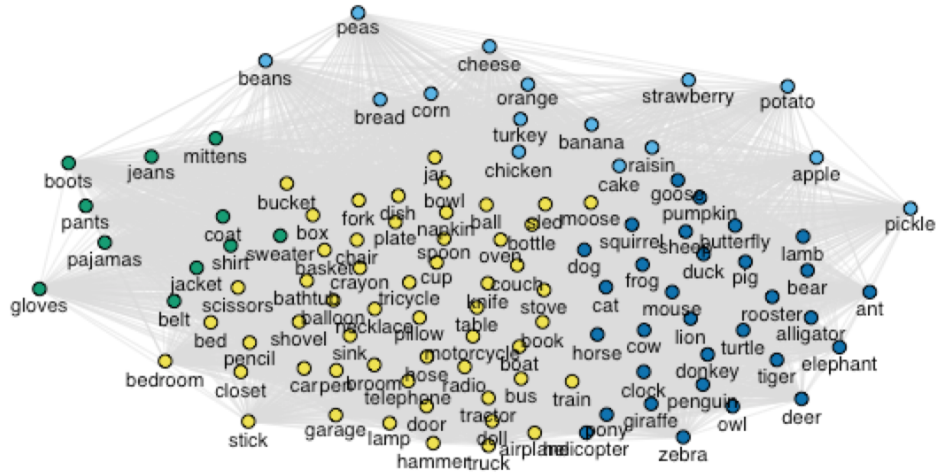 peas
beans
cheese
orange
strawberry
potato
bread
corn
turkey
banana
mittens
jeans
boots
jar
chicken
raisin
cake
apple
goose
bucket
bowl
pumpkin
pants
fork
dish
ball
sled
moose
pickle
coat
box
plate
napkin
bottle
squirrel
sheep
butterfly
pajamas
shirt
sweater
chair
spoon
oven
dog
duck
pig
lamb
jacket
basket
crayon
cup
couch
frog
bear
gloves
scissors
bathtub
tricycle
knife
stove
cat
mouse
rooster
ant
belt
balloon
necklace
pillow
table
book
lion
alligator
bed
shovel
sink
motorcycle
boat
horse
cow
turtle
elephant
bedroom
pencil
closet
carpet
broom
hose
radio
bus
train
clock
donkey
tiger
telephone
penguin
stick
garage
lamp
door
tractor
pony
giraffe
owl
deer
hammer
doll
truck
airplane
helicopter
zebra